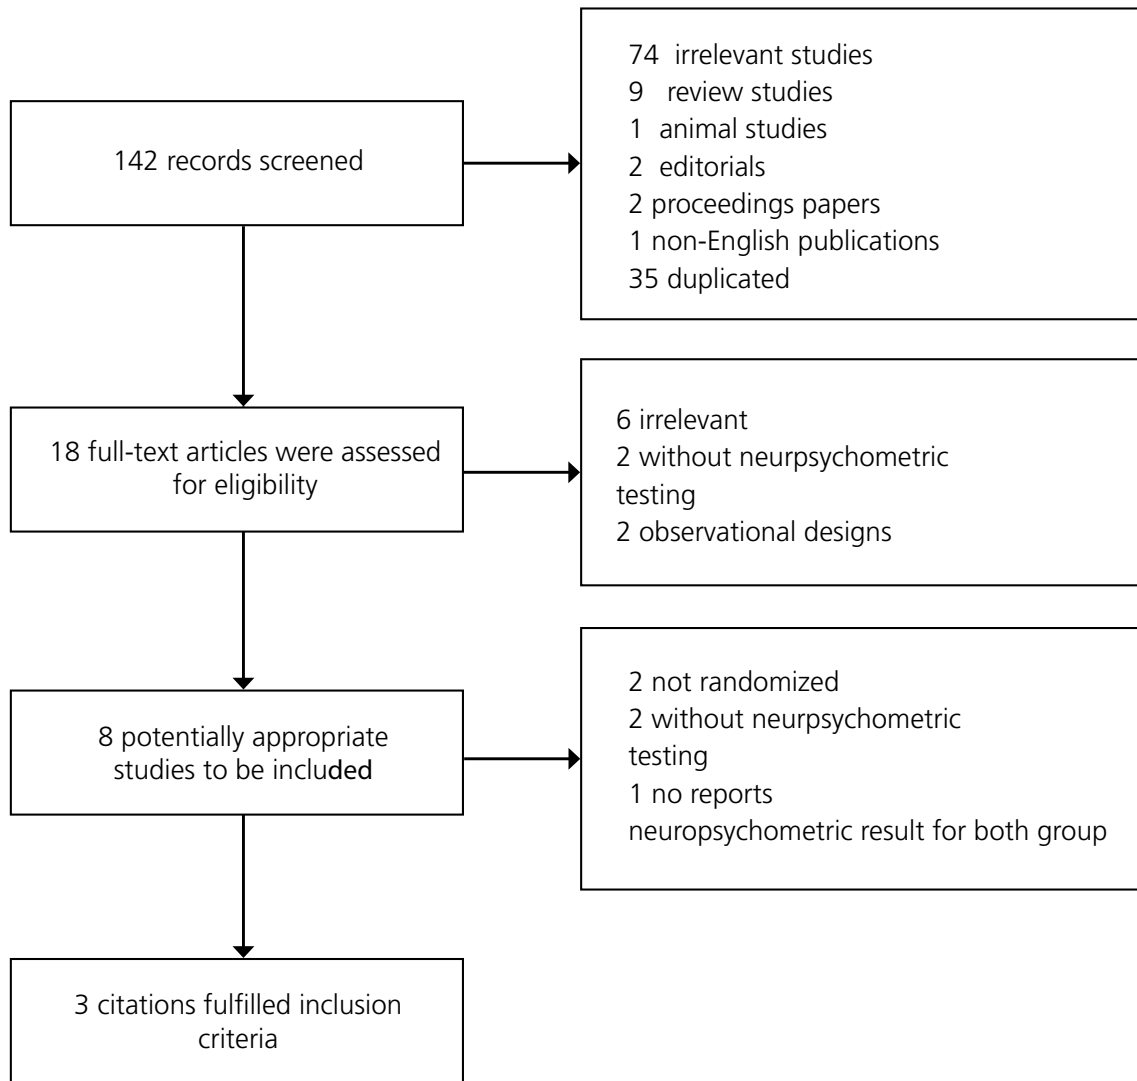 142 records screened
74 irrelevant studies
9 review studies
1 animal studies
2 editorials
2 proceedings papers
1 non-English publications
35 duplicated
18 full-text articles were assessed
for eligibility
6 irrelevant
2 without neurpsychometric
testing
2 observational designs
8 potentially appropriate
studies to be included
2 not randomized
2 without neurpsychometric
testing
1 no reports
neuropsychometric result for both group
3 citations fulfilled inclusion
criteria